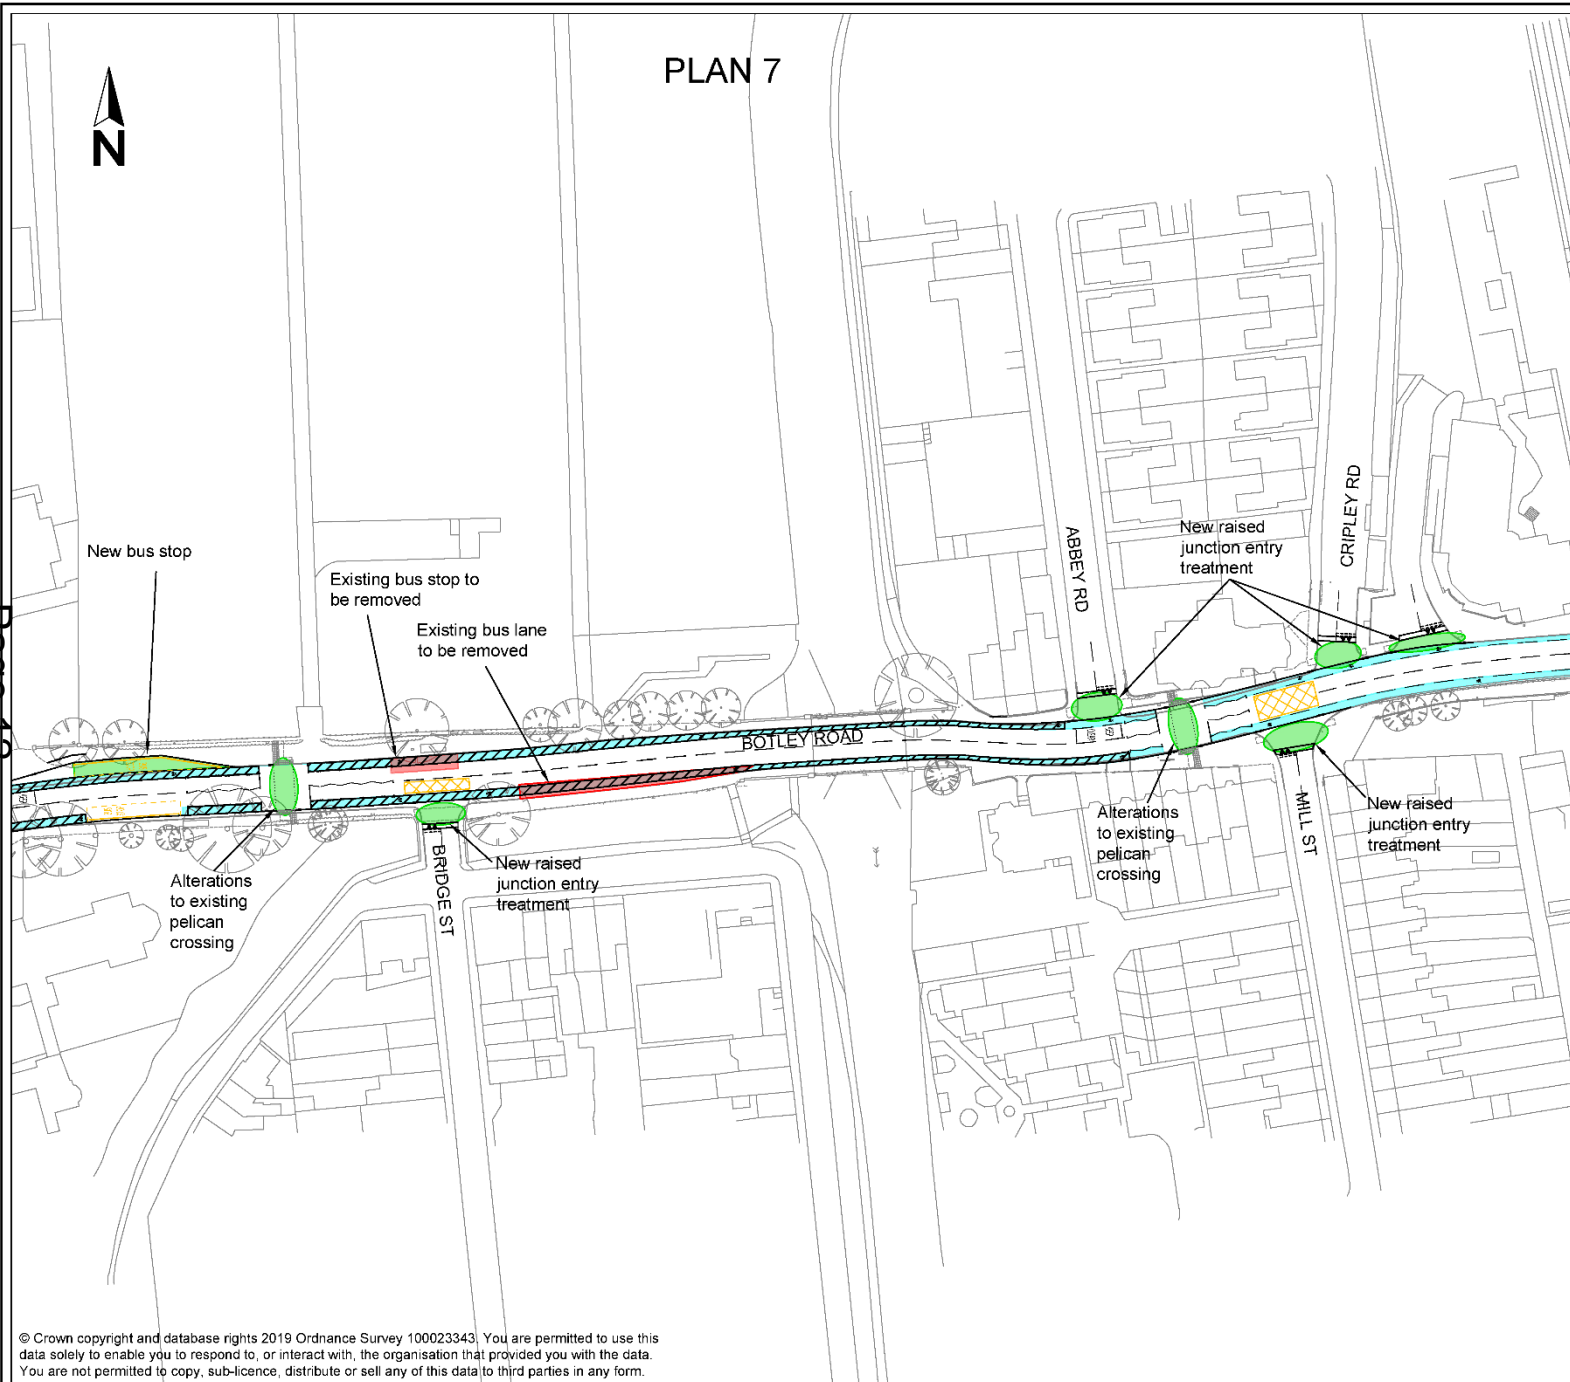 PLAN 7
N
New bus stop
Existing bus stop to
be removed
Existing bus lane
to be removed
New raised
junction entry
treatment
ABBEY RD
CRIPLEY RD
BOTLEY ROAD
Alterations
to existing
pelican
crossing
BRIDGE ST
New raised
junction entry
treatment
Alterations
to existing
pelican
crossing
MILL ST
New raised
junction entry
treatment
© Crown copyright and database rights 2019 Ordnance Survey 100023343. You are permitted to use this
data solely to enable you to respond to, or interact with, the organisation that provided you with the data.
You are not permitted to copy, sub-licence, distribute or sell any of this data to third parties in any form.